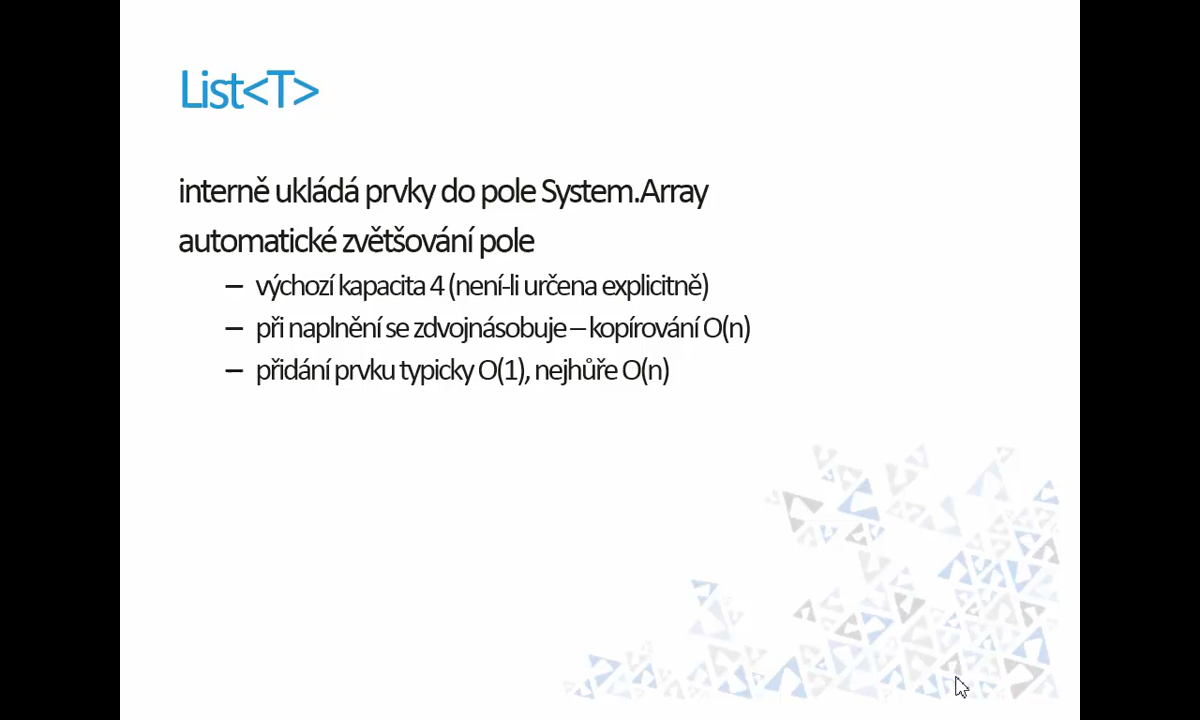 List<T>
interně ukládá prvky do pole System.Array
automatické zvětšování pole
– výchozí kapacita 4 (není-li určena explicitně)
– při naplnění se zdvojnásobuje – kopírování O(n)
– přidání prvku typicky O(1), nejhůře O(n)